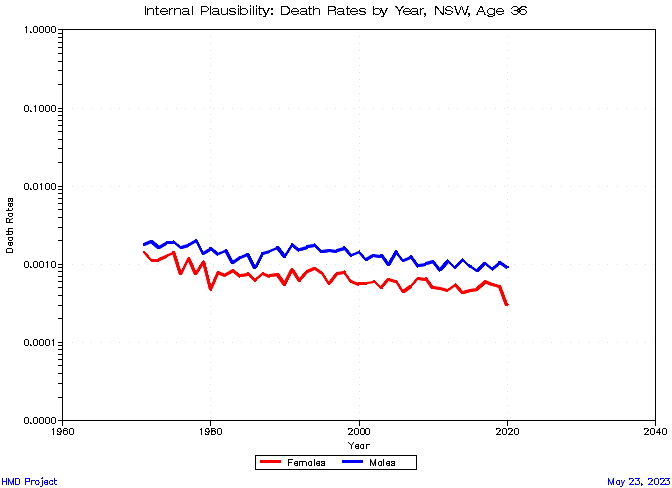 Internal Plausibility: Death Rates by Year, NSW, Age 36
1.0000
0.1000
0.0100
0.0010
0.0001
0.0000
Death Rates
1960
1980
2000
2020
2040
Year
Females
Males
HMD Project
May 23, 2023